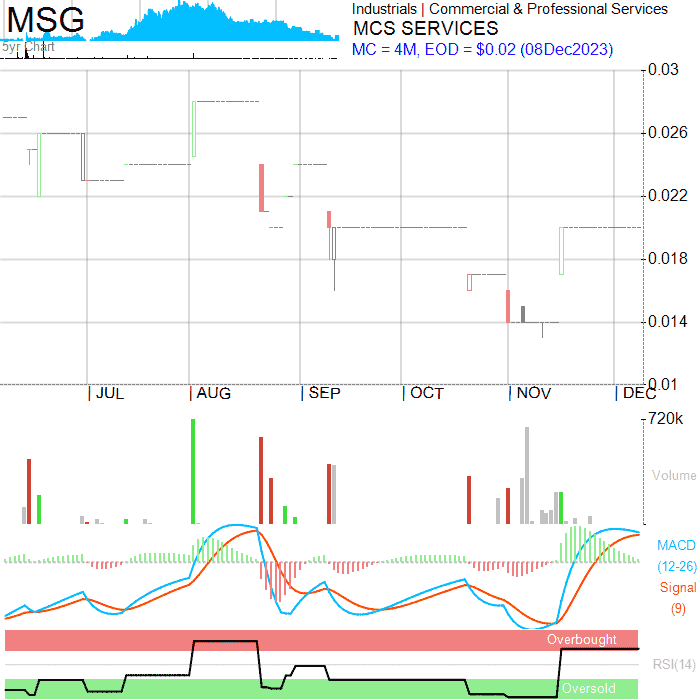 MSG
5yr Chart
Industrials | Commercial & Professional Services
MCS SERVICES
MC = 4M, EOD = $0.02 (08Dec2023)
0.03
0.026
0.022
0.018
0.014
0.01
JUL AUG SEP OCT NOV DEC
720k
Volume
MACD
(12-26)
Signal
(9)
Overbought
RSI(14)
Oversold